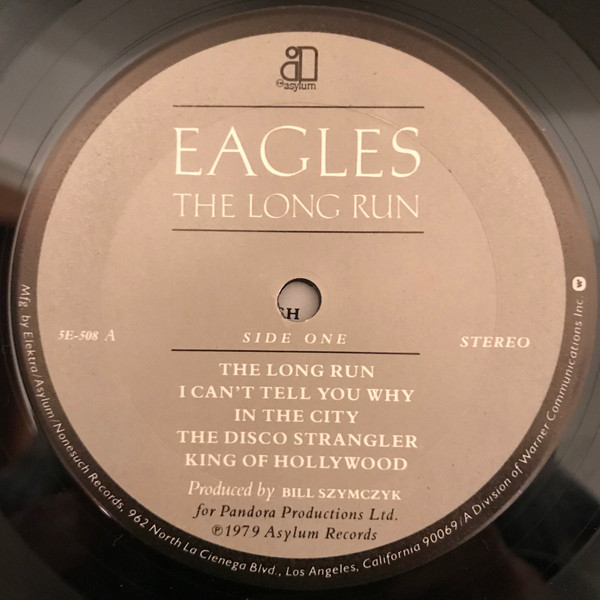 asylum
EAGLES
THE LONG RUN
5E-508 A
SIDE ONE
STEREO
THE LONG RUN
I CAN'T TELL YOU WHY
IN THE CITY
THE DISCO STRANGLER
KING OF HOLLYWOOD
Produced by BILL SZYMCZYK
for Pandora Productions Ltd.
℗1979 Asylum Records
Mfg. by Elektra/Asylum/Nonesuch Records, 962 North La Cienega Blvd., Los Angeles, California 90069/A Division of Warner Communications Inc.